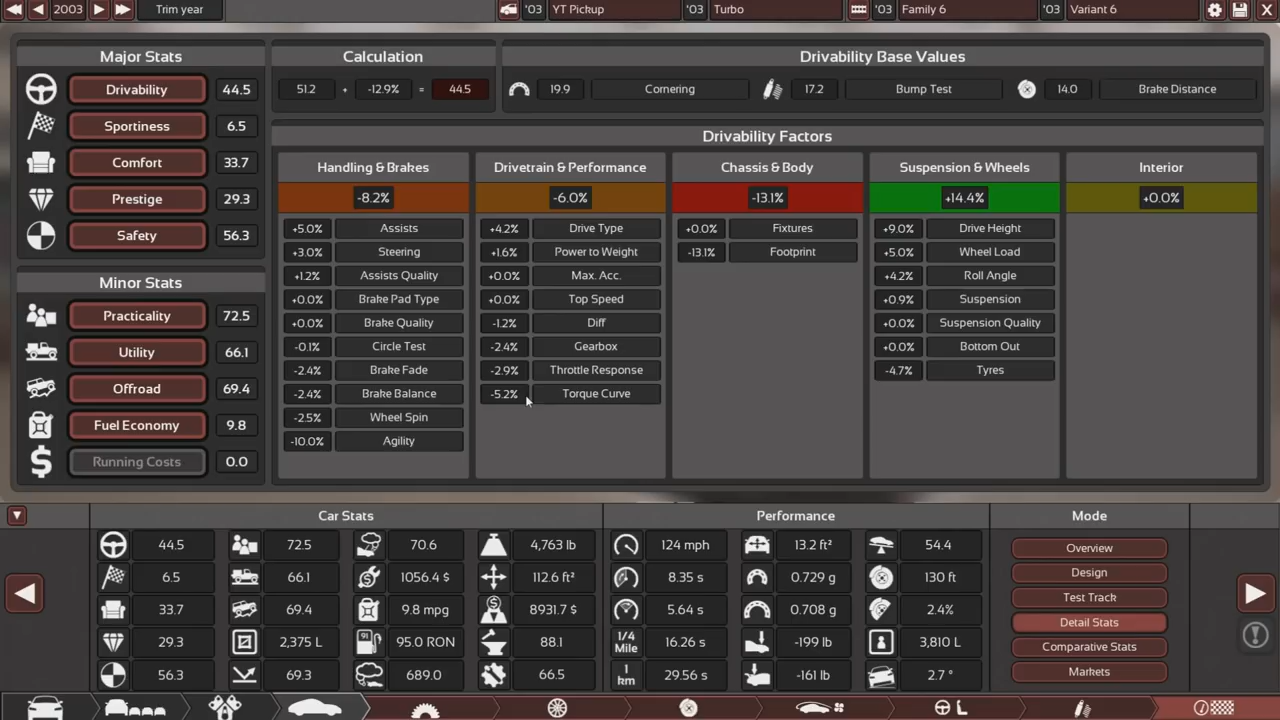 2003 Trim year '03 YT Pickup '03 Turbo '03 Family 6 '03 Variant 6
Major Stats
Drivability 44.5
Sportiness 6.5
Comfort 33.7
Prestige 29.3
Safety 56.3
Minor Stats
Practicality 72.5
Utility 66.1
Offroad 69.4
Fuel Economy 9.8
$ Running Costs 0.0
Calculation
51.2 + -12.9% = 44.5
Drivability Base Values
19.9 Cornering 17.2 Bump Test 14.0 Brake Distance
Drivability Factors
Handling & Brakes
-8.2%
+5.0% Assists
+3.0% Steering
+1.2% Assists Quality
+0.0% Brake Pad Type
+0.0% Brake Quality
-0.1% Circle Test
-2.4% Brake Fade
-2.4% Brake Balance
-2.5% Wheel Spin
-10.0% Agility
Drivetrain & Performance
-6.0%
+4.2% Drive Type
+1.6% Power to Weight
+0.0% Max. Acc.
+0.0% Top Speed
-1.2% Diff
-2.4% Gearbox
-2.9% Throttle Response
-5.2% Torque Curve
Chassis & Body
-13.1%
+0.0% Fixtures
-13.1% Footprint
Suspension & Wheels
+14.4%
+9.0% Drive Height
+5.0% Wheel Load
+4.2% Roll Angle
+0.9% Suspension
+0.0% Suspension Quality
+0.0% Bottom Out
-4.7% Tyres
Interior
+0.0%
Car Stats
44.5 72.5 70.6 4,763 lb
6.5 66.1 1056.4 $ 112.6 ft²
33.7 69.4 9.8 mpg 8931.7 $
29.3 2,375 L 91 95.0 RON 88.1
56.3 69.3 689.0 66.5
Performance
124 mph 13.2 ft² 54.4
8.35 s 0.729 g 130 ft
5.64 s 0.708 g 2.4%
1/4 Mile 16.26 s -199 lb 3,810 L
1 km 29.56 s -161 lb 2.7 °
Mode
Overview
Design
Test Track
Detail Stats
Comparative Stats
Markets